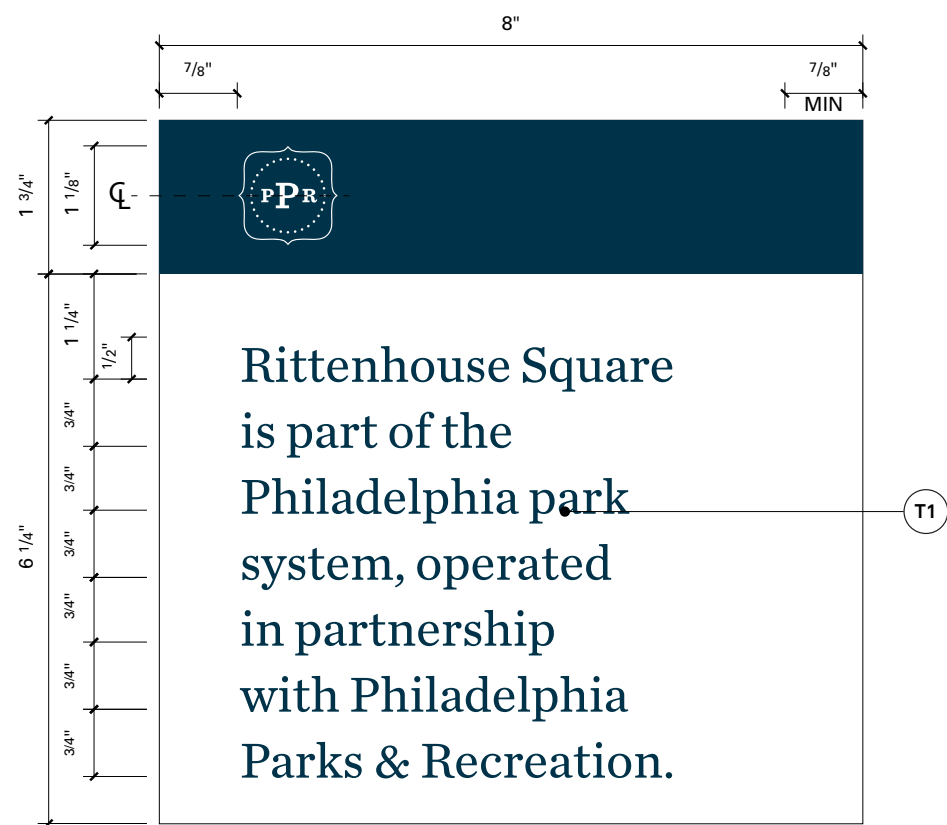 8"
7/8" 7/8"
MIN
1 3/4" 1 1/8" CL PPR
1 1/4"
1/2"
Rittenhouse Square
is part of the
3/4"
Philadelphia park
3/4"
T1
system, operated
3/4"
6 1/4"
in partnership
3/4"
with Philadelphia
3/4"
Parks & Recreation.
3/4"